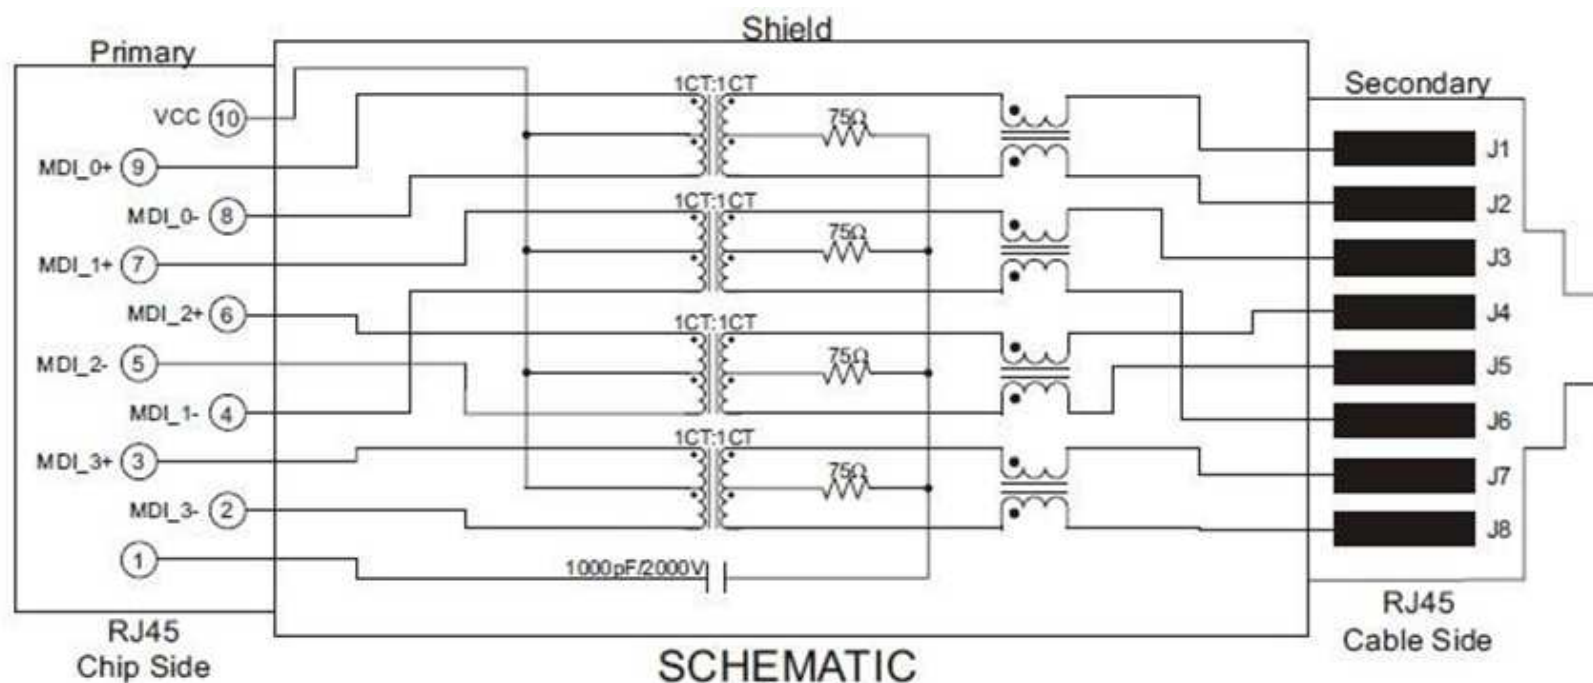 Shield
Primary
Secondary
VCC 10
MDI_0+ 9
MDI_0- 8
MDI_1+ 7
MDI_2+ 6
MDI_2- 5
MDI_1- 4
MDI_3+ 3
MDI_3- 2
1
1CT:1CT
75Ω
1CT:1CT
75Ω
1CT:1CT
75Ω
1CT:1CT
75Ω
1000pF/2000V
J1
J2
J3
J4
J5
J6
J7
J8
RJ45
Chip Side
SCHEMATIC
RJ45
Cable Side